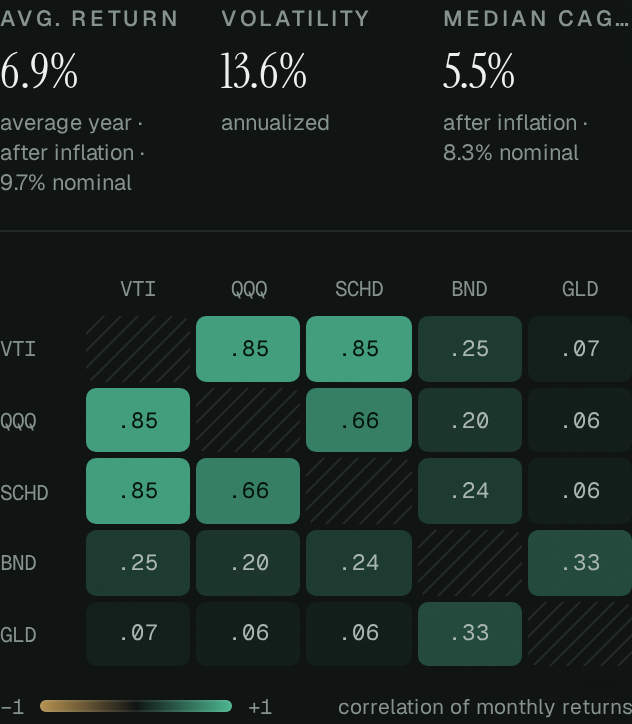 AVG. RETURN VOLATILITY MEDIAN CAG…
6.9% 13.6% 5.5%
average year · annualized after inflation ·
after inflation · 8.3% nominal
9.7% nominal
VTI QQQ SCHD BND GLD
VTI .85 .85 .25 .07
QQQ .85 .66 .20 .06
SCHD .85 .66 .24 .06
BND .25 .20 .24 .33
GLD .07 .06 .06 .33
−1 +1 correlation of monthly returns